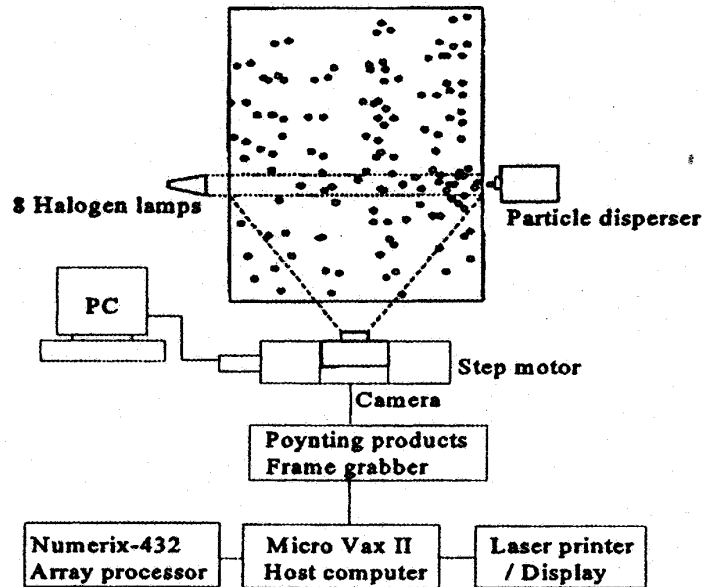 8 Halogen lamps
Particle disperser
PC
Step motor
Camera
Poynting products
Frame grabber
Numerix-432
Array processor
Micro Vax II
Host computer
Laser printer
/ Display